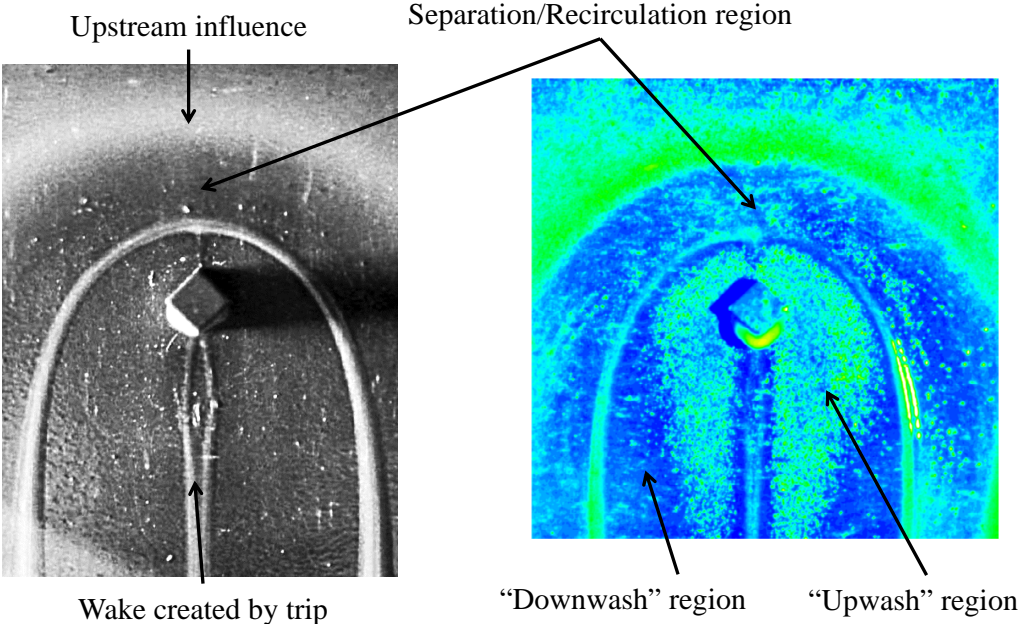 Upstream influence
Separation/Recirculation region
Wake created by trip
“Downwash” region
“Upwash” region